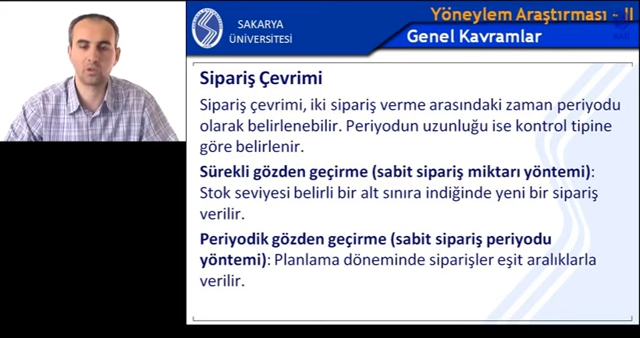 SAKARYA
ÜNİVERSİTESİ
Yöneylem Araştırması - II
Genel Kavramlar
Sipariş Çevrimi
Sipariş çevrimi, iki sipariş verme arasındaki zaman periyodu
olarak belirlenebilir. Periyodun uzunluğu ise kontrol tipine
göre belirlenir.
Sürekli gözden geçirme (sabit sipariş miktarı yöntemi):
Stok seviyesi belirli bir alt sınıra indiğinde yeni bir sipariş
verilir.
Periyodik gözden geçirme (sabit sipariş periyodu
yöntemi): Planlama döneminde siparişler eşit aralıklarla
verilir.